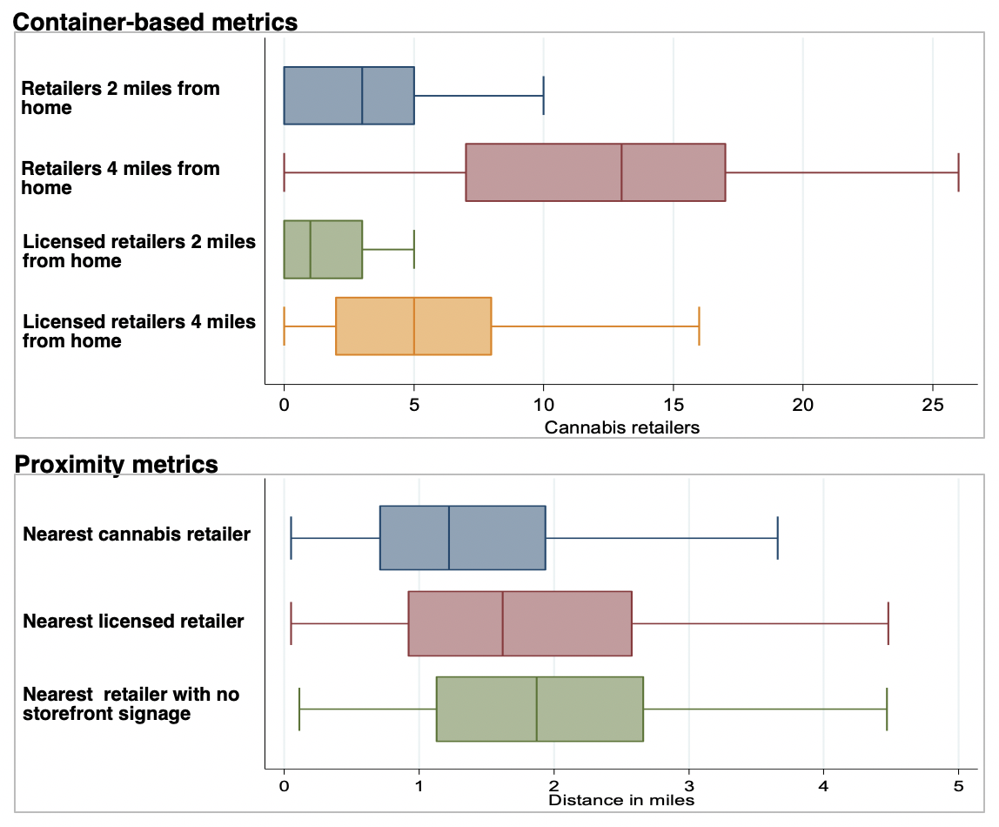 Container-based metrics
Retailers 2 miles from
home
Retailers 4 miles from
home
Licensed retailers 2 miles
from home
Licensed retailers 4 miles
from home
0 5 10 15 20 25
Cannabis retailers
Proximity metrics
Nearest cannabis retailer
Nearest licensed retailer
Nearest  retailer with no
storefront signage
0 1 2 3 4 5
Distance in miles